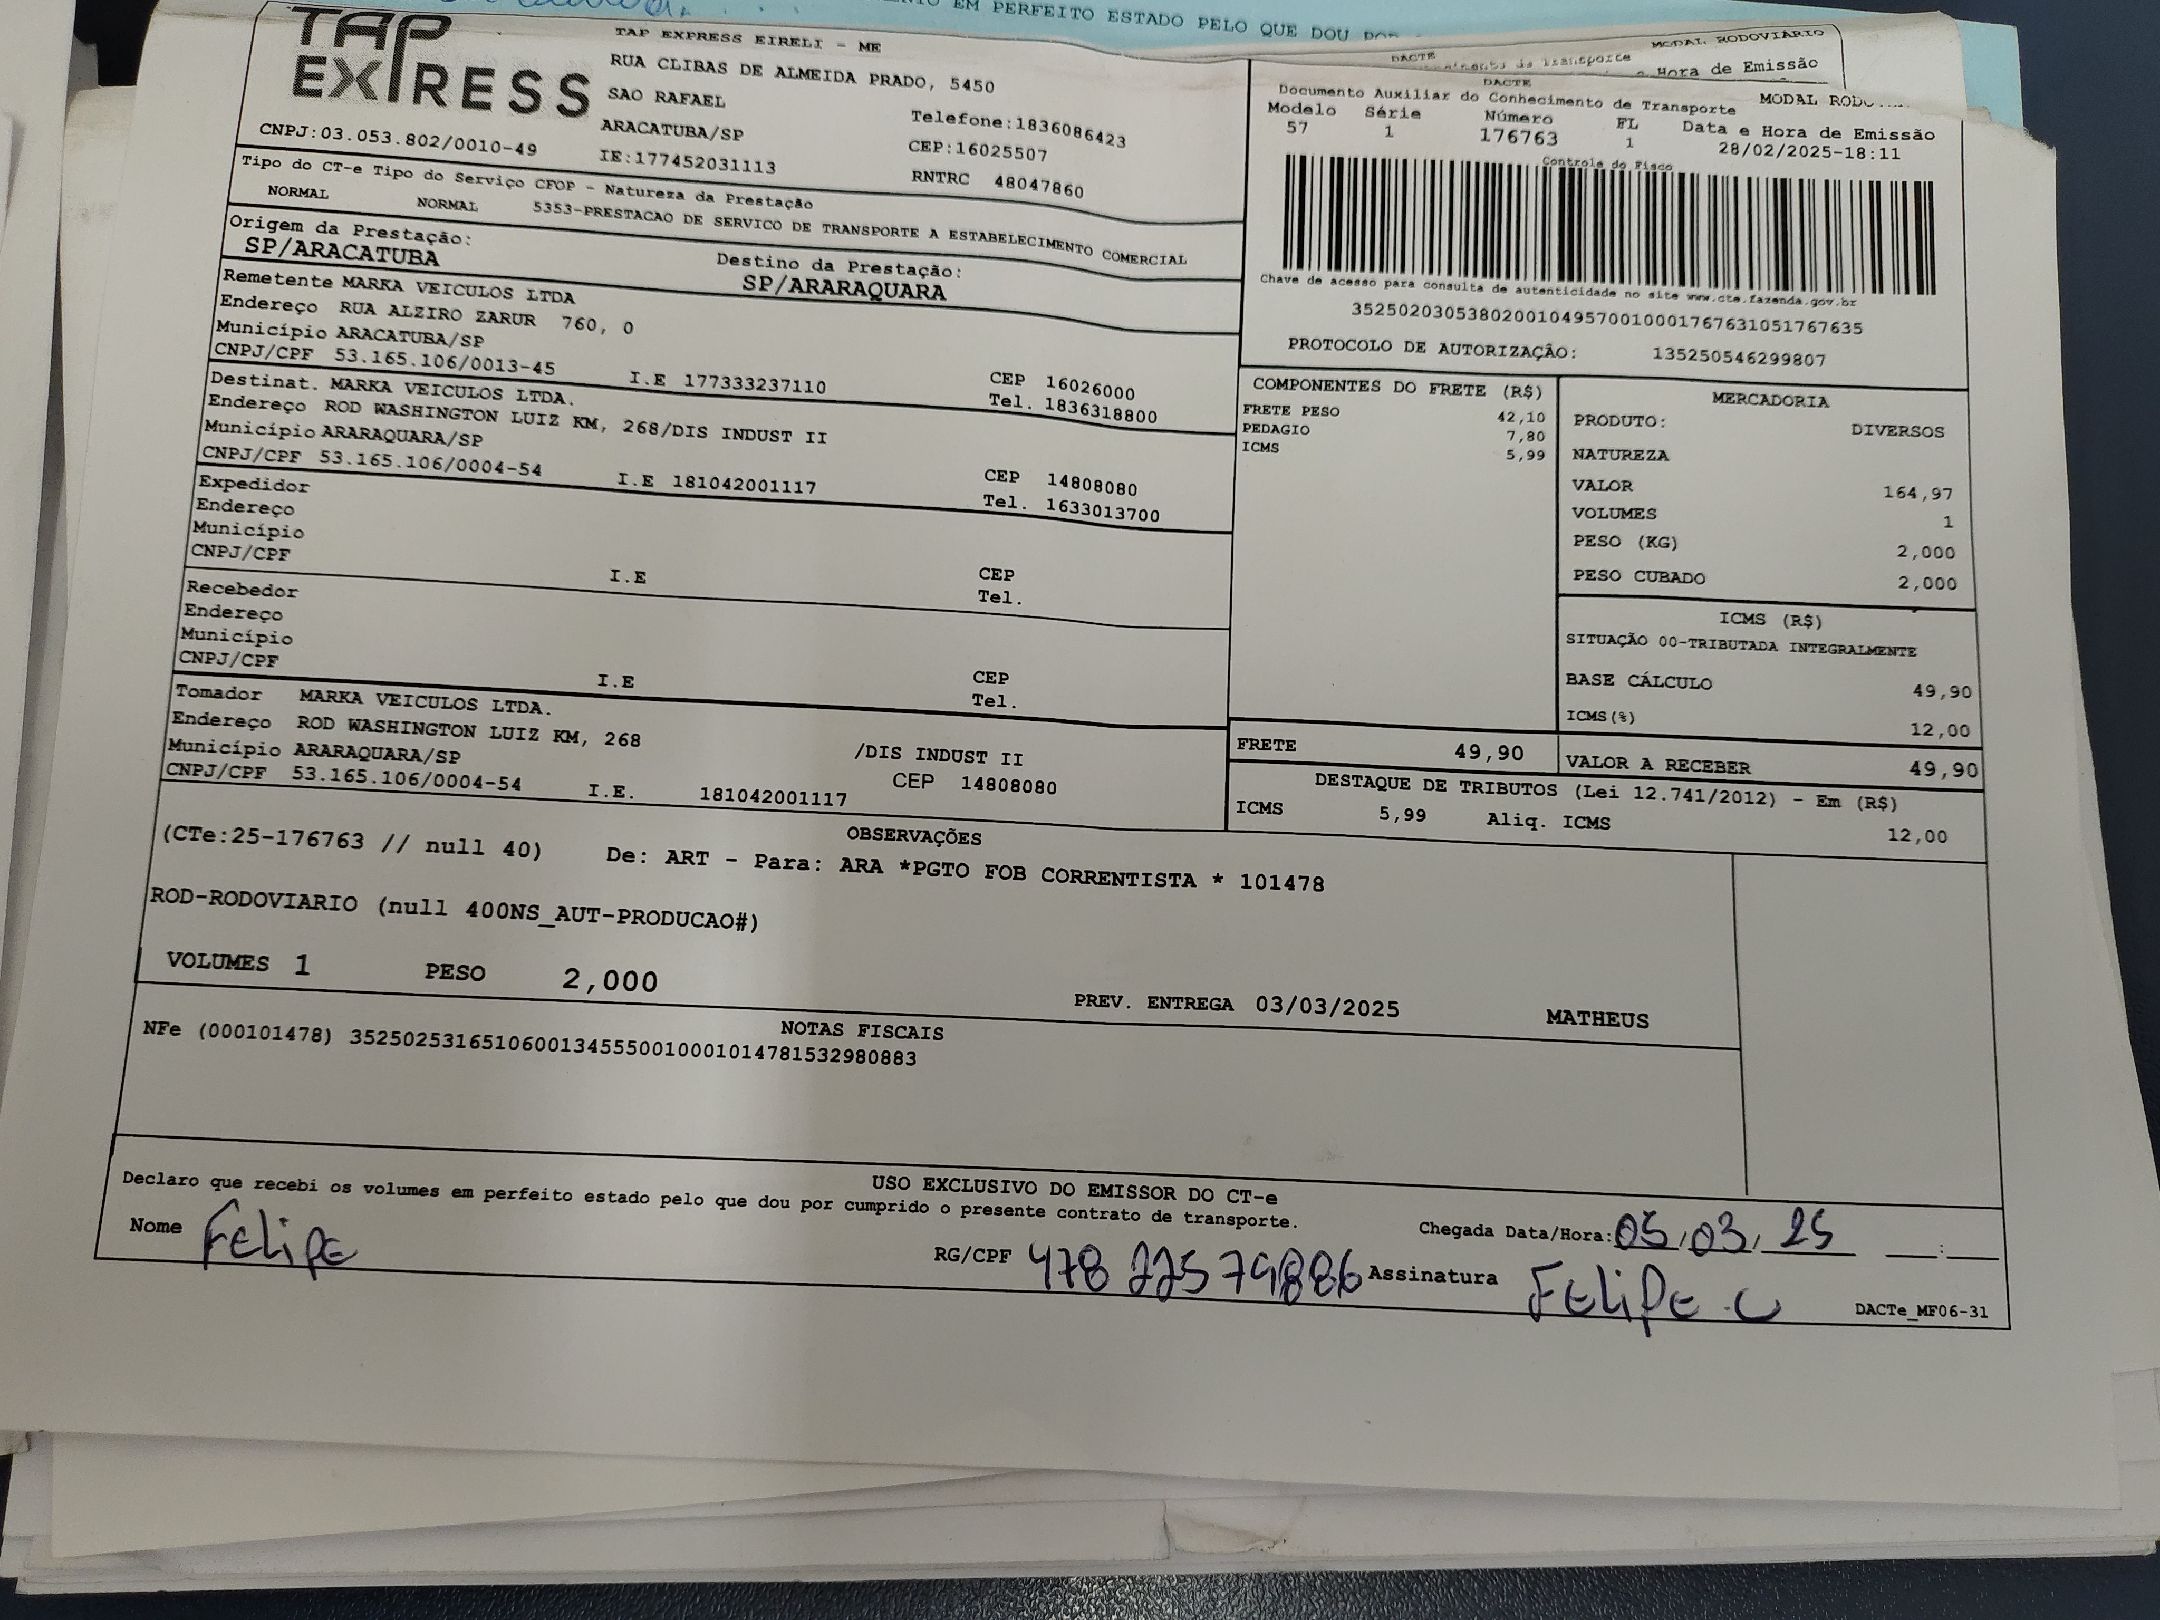 EM PERFEITO ESTADO PELO QUE DOU POR
TAP
EXPRESS
TAP EXPRESS EIRELI - ME
RUA CLIBAS DE ALMEIDA PRADO, 5450
SAO RAFAEL
ARACATUBA/SP
IE:177452031113
Telefone:1836086423
CEP:16025507
RNTRC 48047860
CNPJ:03.053.802/0010-49
DACTE
MODAL RODOVIÁRIO
Hora de Emissão
DACTE
Documento Auxiliar do Conhecimento de Transporte
Modelo Série Número FL Data e Hora de Emissão
57 1 176763 1 28/02/2025-18:11
Controle do Fisco
Chave de acesso para consulta de autenticidade no site www.cte.fazenda.gov.br
35250203053802001049570010001767631051767635
PROTOCOLO DE AUTORIZAÇÃO: 135250546299807
Tipo do CT-e Tipo do Serviço CFOP - Natureza da Prestação
NORMAL NORMAL 5353-PRESTACAO DE SERVICO DE TRANSPORTE A ESTABELECIMENTO COMERCIAL
Origem da Prestação: Destino da Prestação:
SP/ARACATUBA SP/ARARAQUARA
Remetente MARKA VEICULOS LTDA
Endereço RUA ALZIRO ZARUR 760, 0
Município ARACATUBA/SP CEP 16026000
CNPJ/CPF 53.165.106/0013-45 I.E 177333237110 Tel. 1836318800
Destinat. MARKA VEICULOS LTDA.
Endereço ROD WASHINGTON LUIZ KM, 268/DIS INDUST II
Município ARARAQUARA/SP CEP 14808080
CNPJ/CPF 53.165.106/0004-54 I.E 181042001117 Tel. 1633013700
Expedidor
Endereço
Município CEP
CNPJ/CPF I.E Tel.
Recebedor
Endereço
Município CEP
CNPJ/CPF I.E Tel.
Tomador MARKA VEICULOS LTDA.
Endereço ROD WASHINGTON LUIZ KM, 268 /DIS INDUST II
Município ARARAQUARA/SP CEP 14808080
CNPJ/CPF 53.165.106/0004-54 I.E. 181042001117
COMPONENTES DO FRETE (R$)
FRETE PESO 42,10
PEDAGIO 7,80
ICMS 5,99
MERCADORIA
PRODUTO: DIVERSOS
NATUREZA
VALOR 164,97
VOLUMES 1
PESO (KG) 2,000
PESO CUBADO 2,000
ICMS (R$)
SITUAÇÃO 00-TRIBUTADA INTEGRALMENTE
BASE CÁLCULO 49,90
ICMS(%) 12,00
FRETE 49,90 VALOR A RECEBER 49,90
DESTAQUE DE TRIBUTOS (Lei 12.741/2012) - Em (R$)
ICMS 5,99 Aliq. ICMS 12,00
OBSERVAÇÕES
(CTe:25-176763 // null 40) De: ART - Para: ARA *PGTO FOB CORRENTISTA * 101478
ROD-RODOVIARIO (null 400NS_AUT-PRODUCAO#)
VOLUMES 1 PESO 2,000 PREV. ENTREGA 03/03/2025 MATHEUS
NOTAS FISCAIS
NFe (000101478) 35250253165106001345550010001014781532980883
USO EXCLUSIVO DO EMISSOR DO CT-e
Declaro que recebi os volumes em perfeito estado pelo que dou por cumprido o presente contrato de transporte.
Chegada Data/Hora: 05/03/25 __:__
Nome Felipe RG/CPF 47822579886 Assinatura Felipe C
DACTe_MF06-31